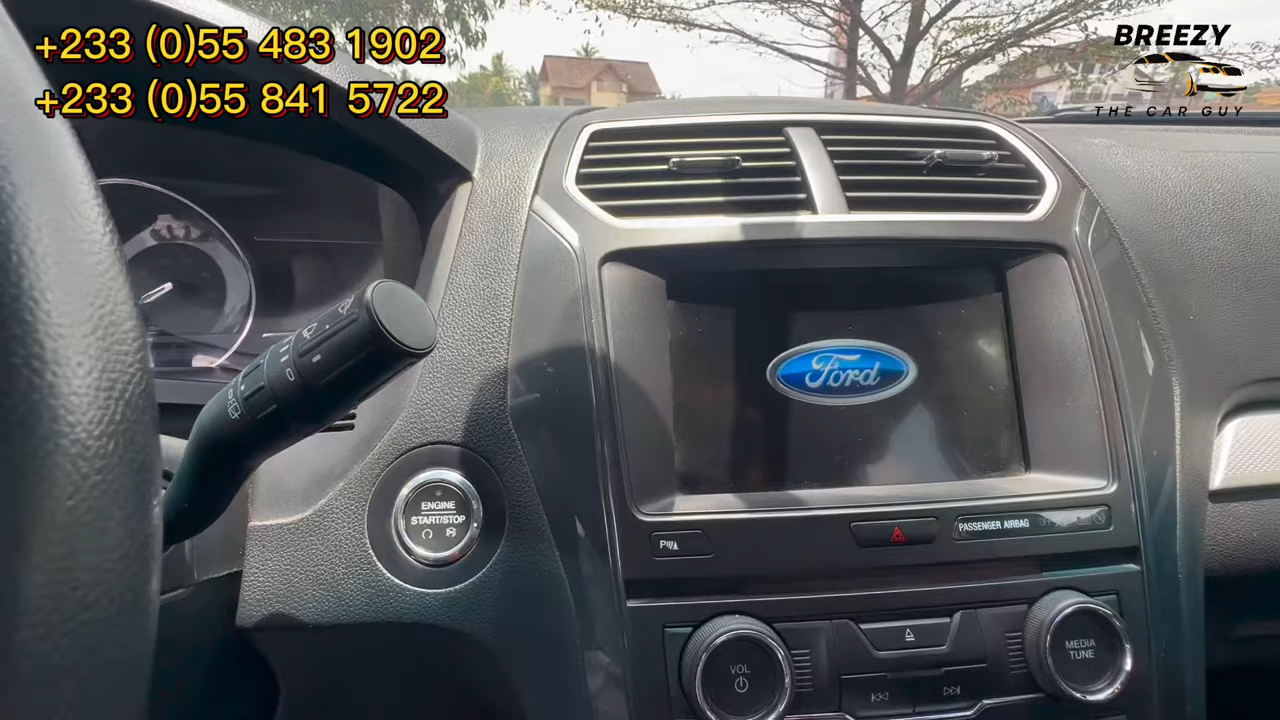 +233 (0)55 483 1902
+233 (0)55 841 5722
BREEZY
THE CAR GUY
Ford
ENGINE
START/STOP
P
PASSENGER AIRBAG
VOL
MEDIA
TUNE